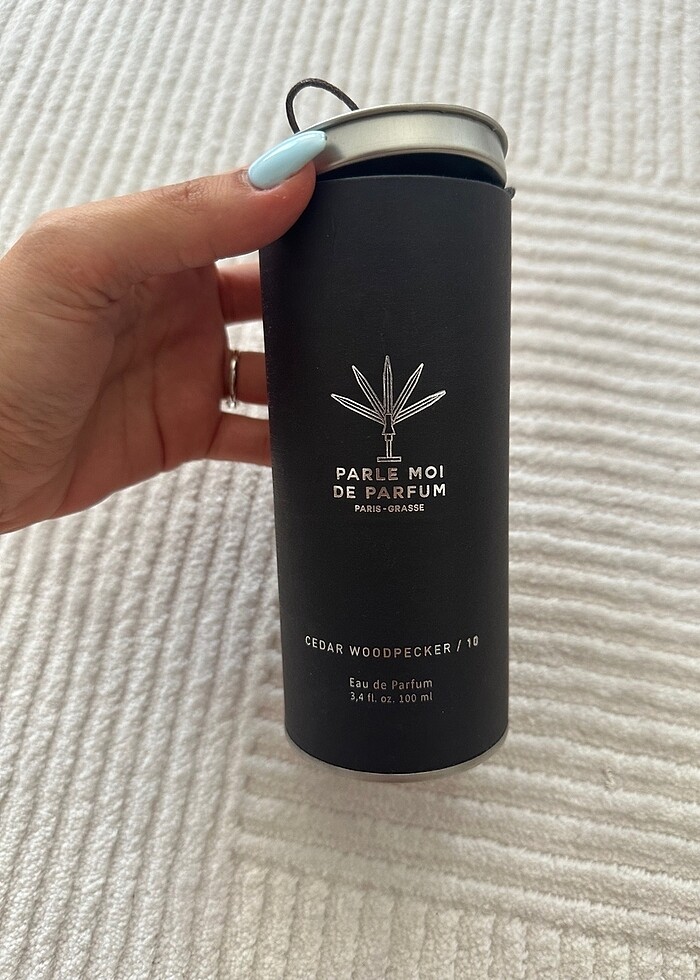 PARLE MOI
DE PARFUM
PARIS-GRASSE
CEDAR WOODPECKER / 10
Eau de Parfum
3,4 fl. oz. 100 ml